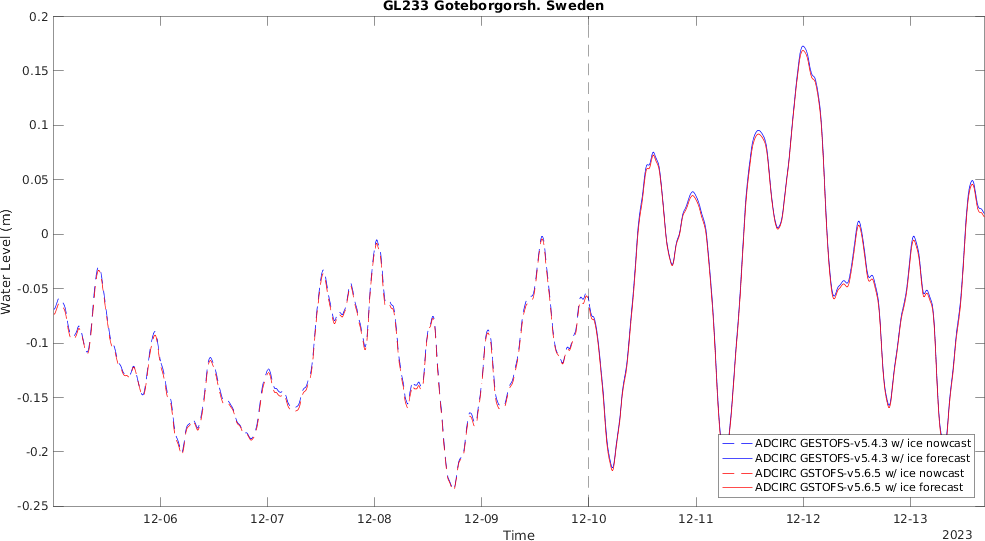 GL233 Goteborgorsh. Sweden
0.2
0.15
0.1
0.05
0
-0.05
-0.1
-0.15
-0.2
-0.25
Water Level (m)
ADCIRC GESTOFS-v5.4.3 w/ ice nowcast
ADCIRC GESTOFS-v5.4.3 w/ ice forecast
ADCIRC GSTOFS-v5.6.5 w/ ice nowcast
ADCIRC GSTOFS-v5.6.5 w/ ice forecast
12-06 12-07 12-08 12-09 12-10 12-11 12-12 12-13
Time
2023